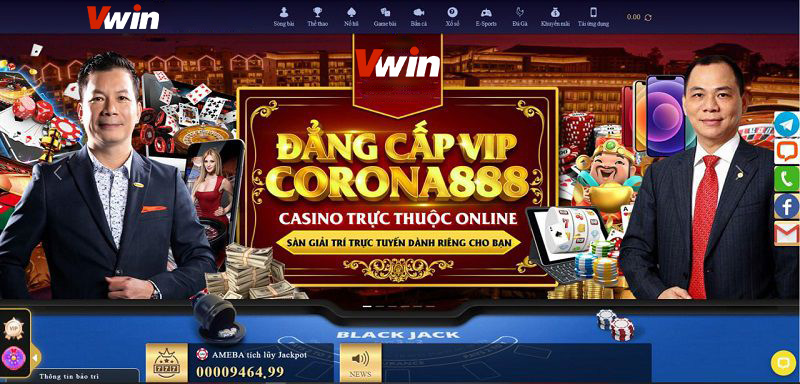 Vwin
Sòng bài
Thể thao
Nổ hũ
Game bài
Bắn cá
Xổ số
E-Sports
Đá Gà
Khuyến mãi
Tải ứng dụng
0.00
Vwin
ĐẲNG CẤP VIP
CORONA888
CASINO TRỰC THUỘC ONLINE
SÀN GIẢI TRÍ TRỰC TUYẾN DÀNH RIÊNG CHO BẠN
BLACK JACK
VIP
AMEBA tích lũy Jackpot
00009464,99
NEWS
Thông tin bảo trì